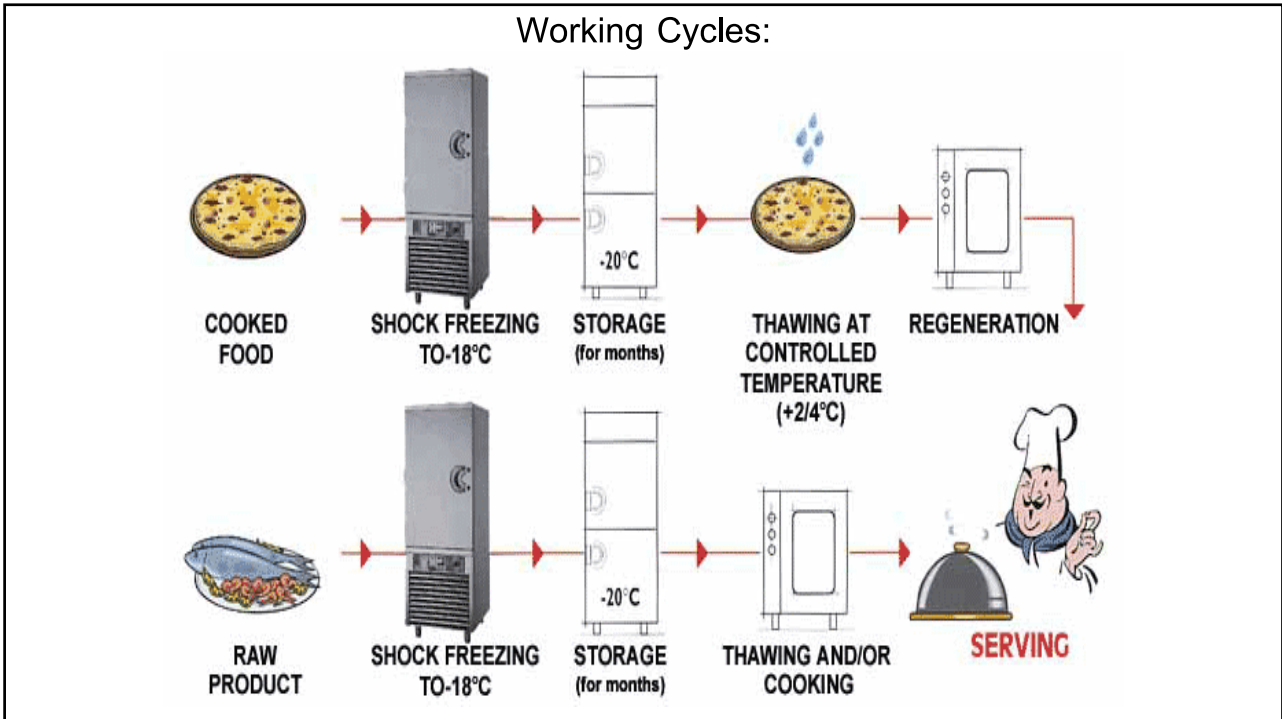 Working Cycles:
-20°C
COOKED
FOOD
SHOCK FREEZING
TO-18°C
STORAGE
(for months)
THAWING AT
CONTROLLED
TEMPERATURE
(+2/4°C)
REGENERATION
-20°C
RAW
PRODUCT
SHOCK FREEZING
TO-18°C
STORAGE
(for months)
THAWING AND/OR
COOKING
SERVING